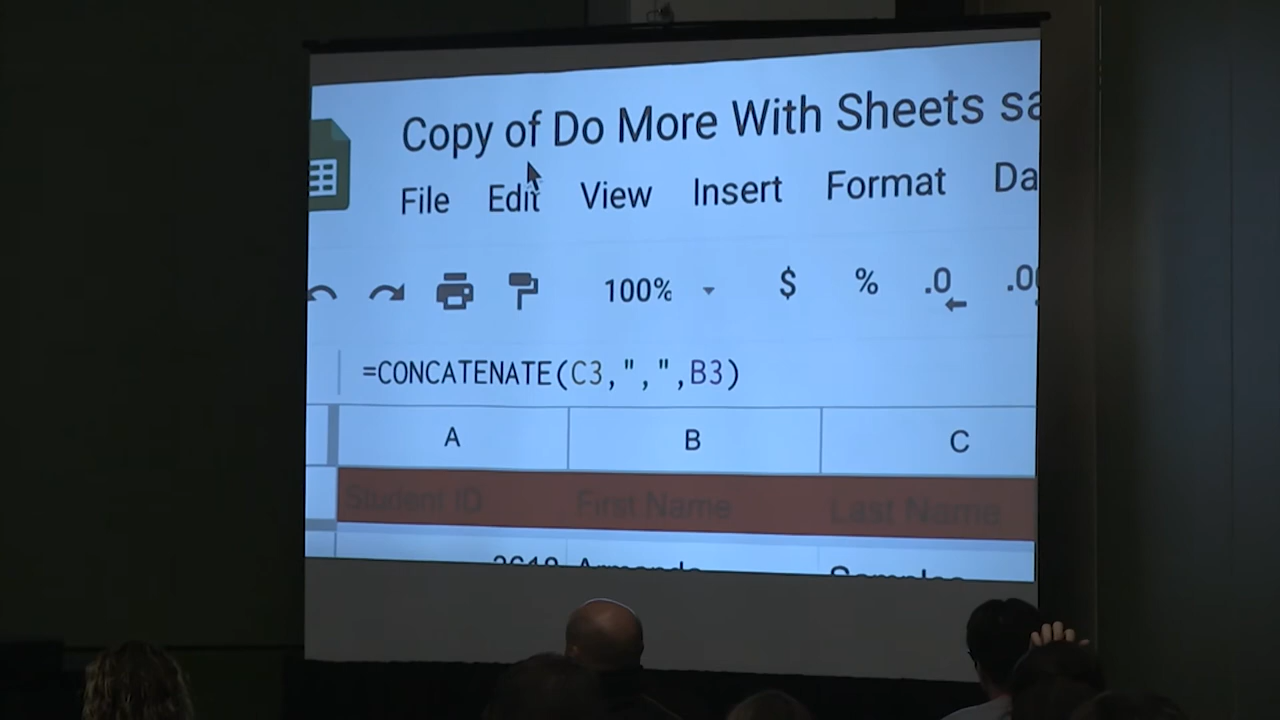 Copy of Do More With Sheets sa
File Edit View Insert Format Da
100% $ % .0 .00
=CONCATENATE(C3,", ",B3)
A B C
Student ID First Name Last Name